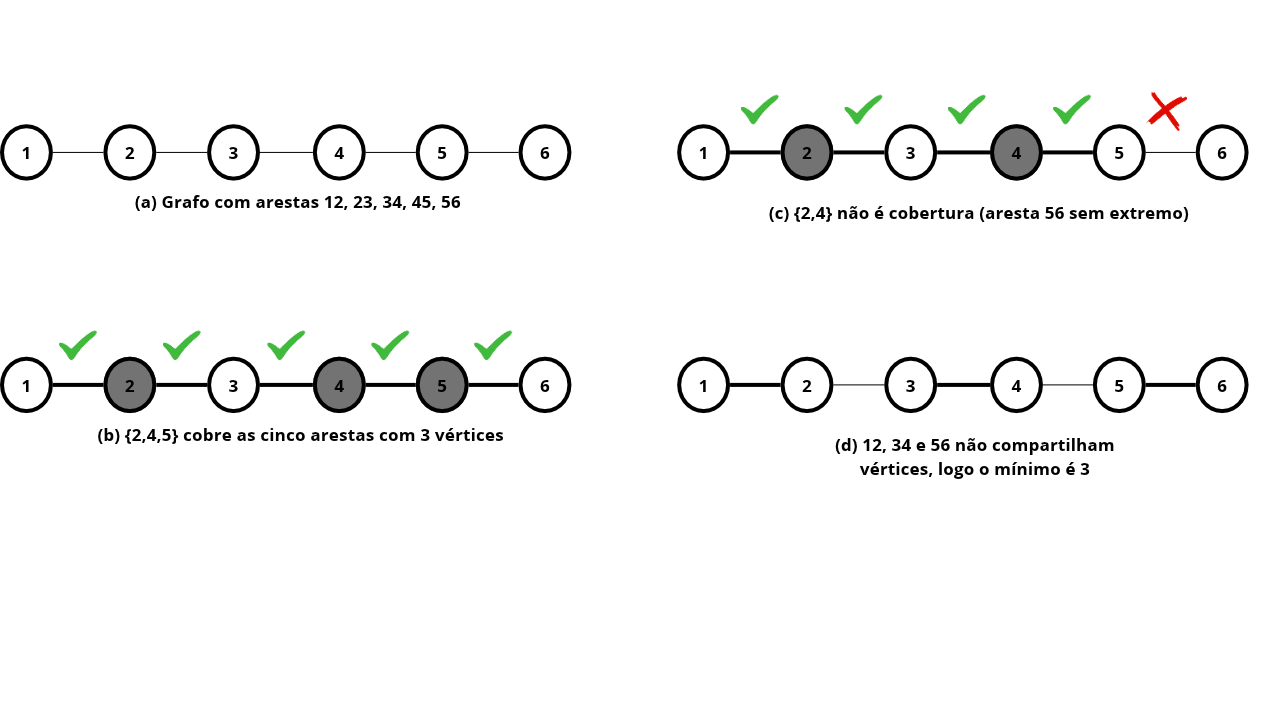 1 2 3 4 5 6
(a) Grafo com arestas 12, 23, 34, 45, 56
1 2 3 4 5 6
(b) {2,4,5} cobre as cinco arestas com 3 vértices
1 2 3 4 5 6
(c) {2,4} não é cobertura (aresta 56 sem extremo)
1 2 3 4 5 6
(d) 12, 34 e 56 não compartilham
vértices, logo o mínimo é 3